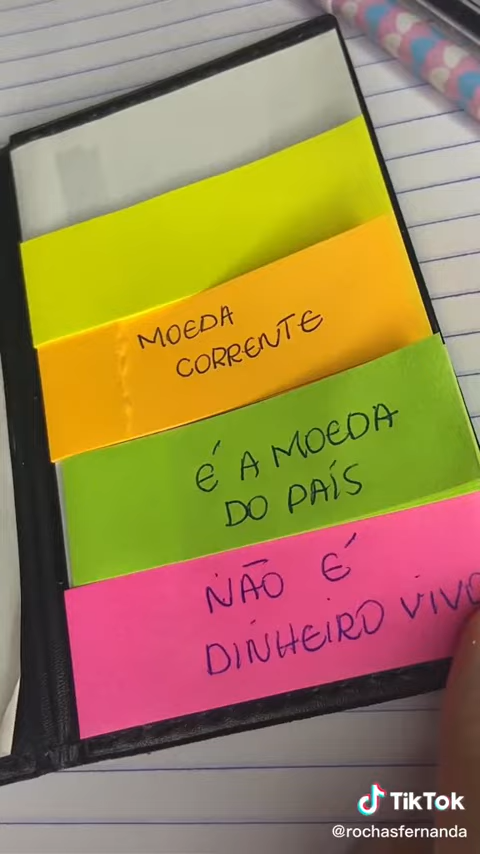 MOEDA
CORRENTE
É A MOEDA
DO PAÍS
NÃO É
DINHEIRO VIVO
TikTok
@rochasfernanda